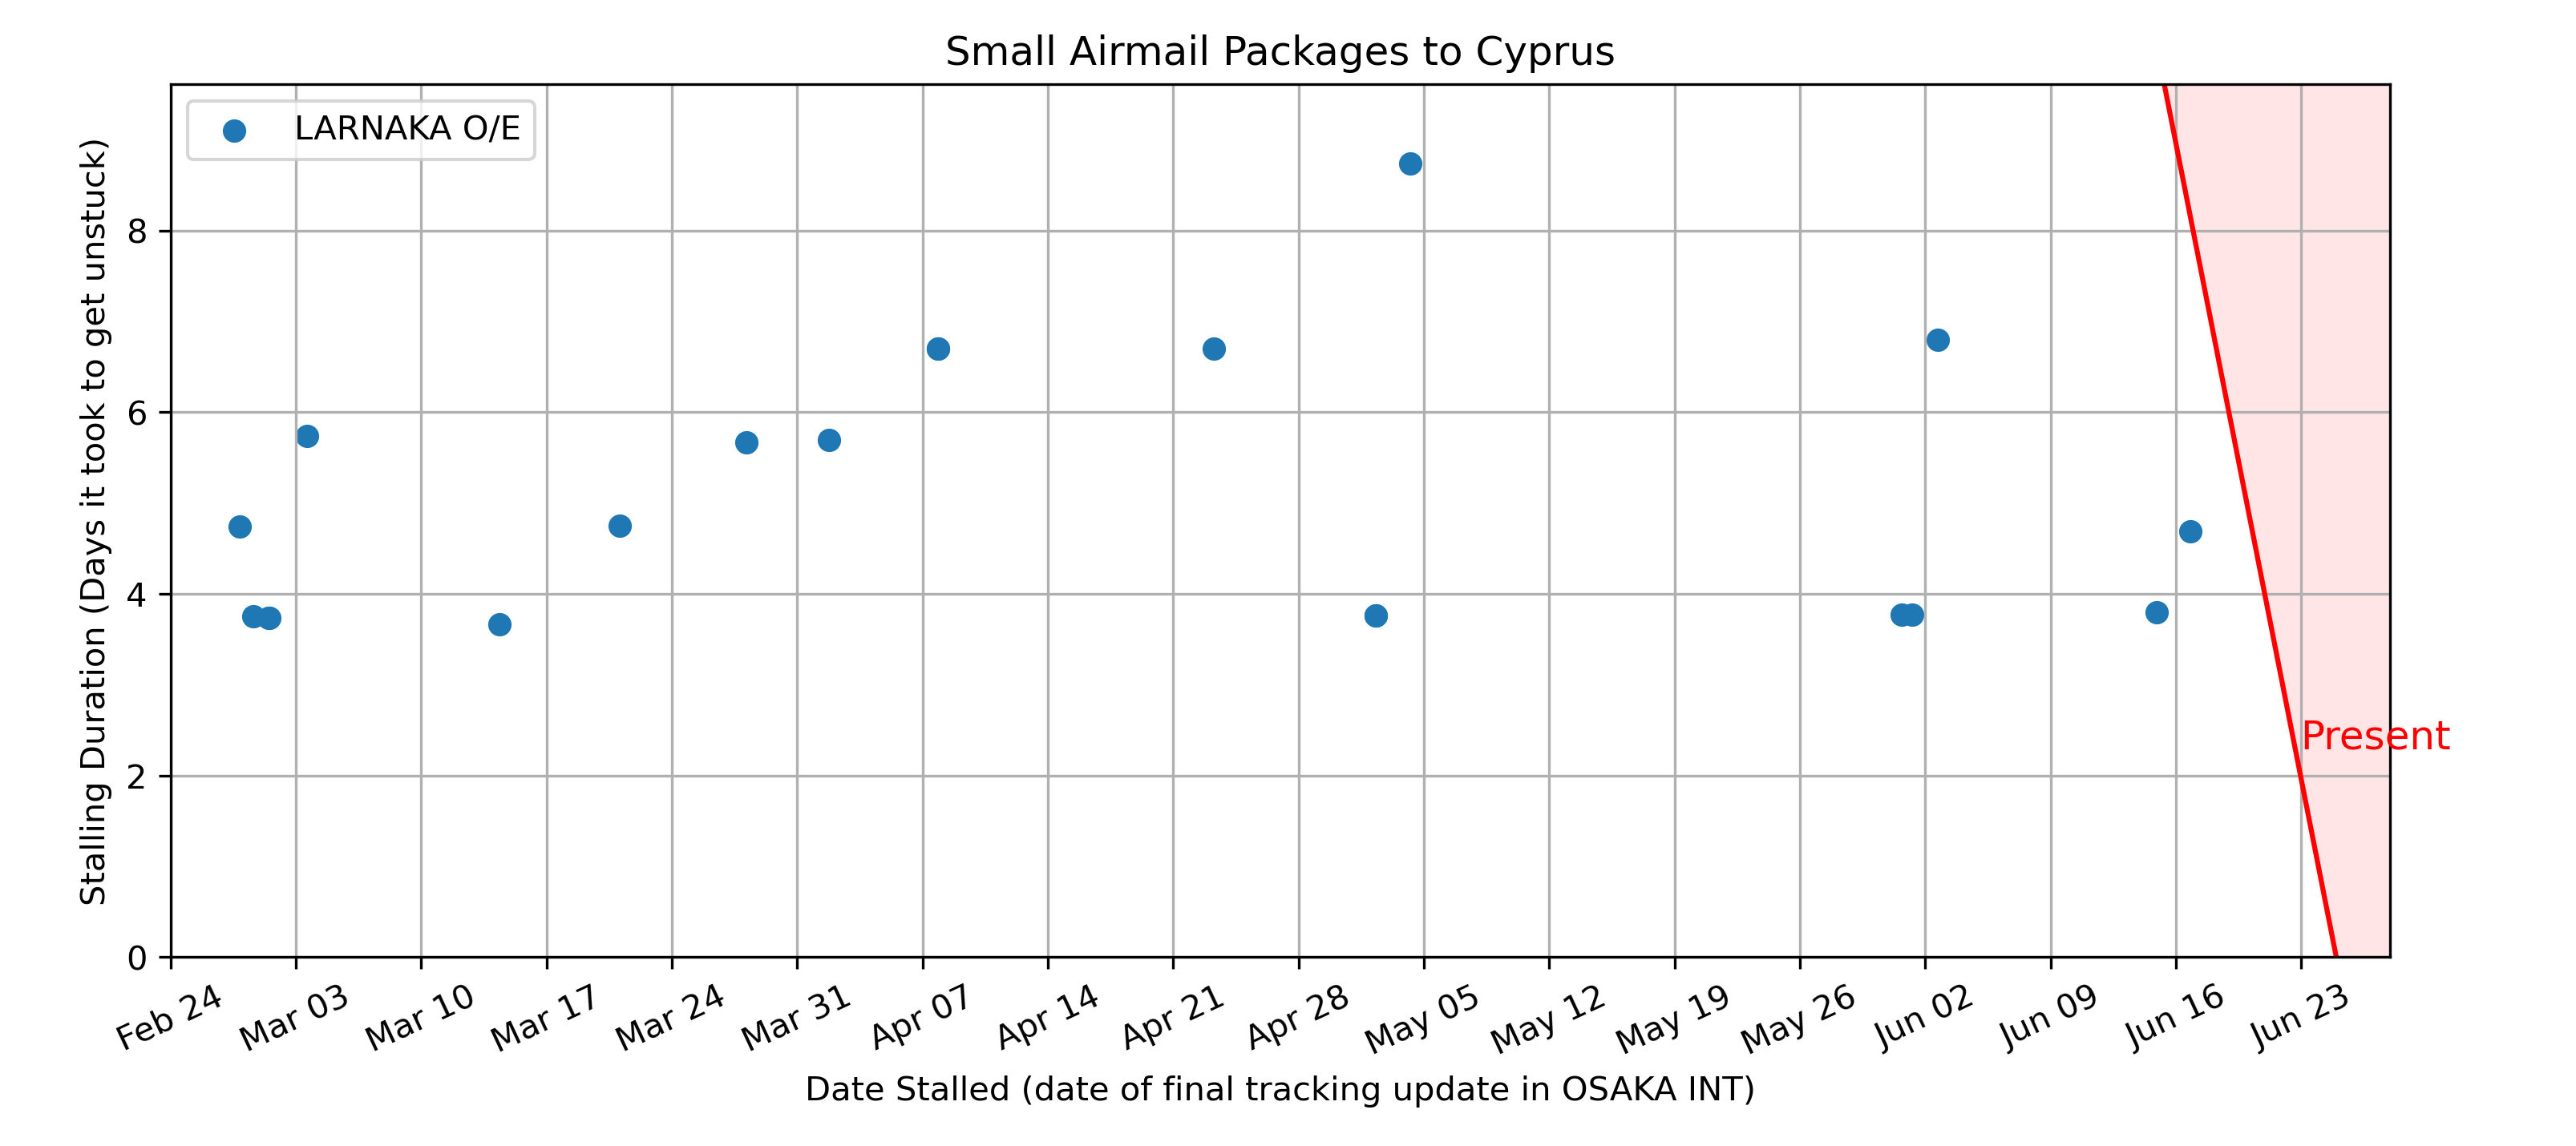 Small Airmail Packages to Cyprus
LARNAKA O/E
Stalling Duration (Days it took to get unstuck)
8
6
4
2
0
Present
Feb 24
Mar 03
Mar 10
Mar 17
Mar 24
Mar 31
Apr 07
Apr 14
Apr 21
Apr 28
May 05
May 12
May 19
May 26
Jun 02
Jun 09
Jun 16
Jun 23
Date Stalled (date of final tracking update in OSAKA INT)